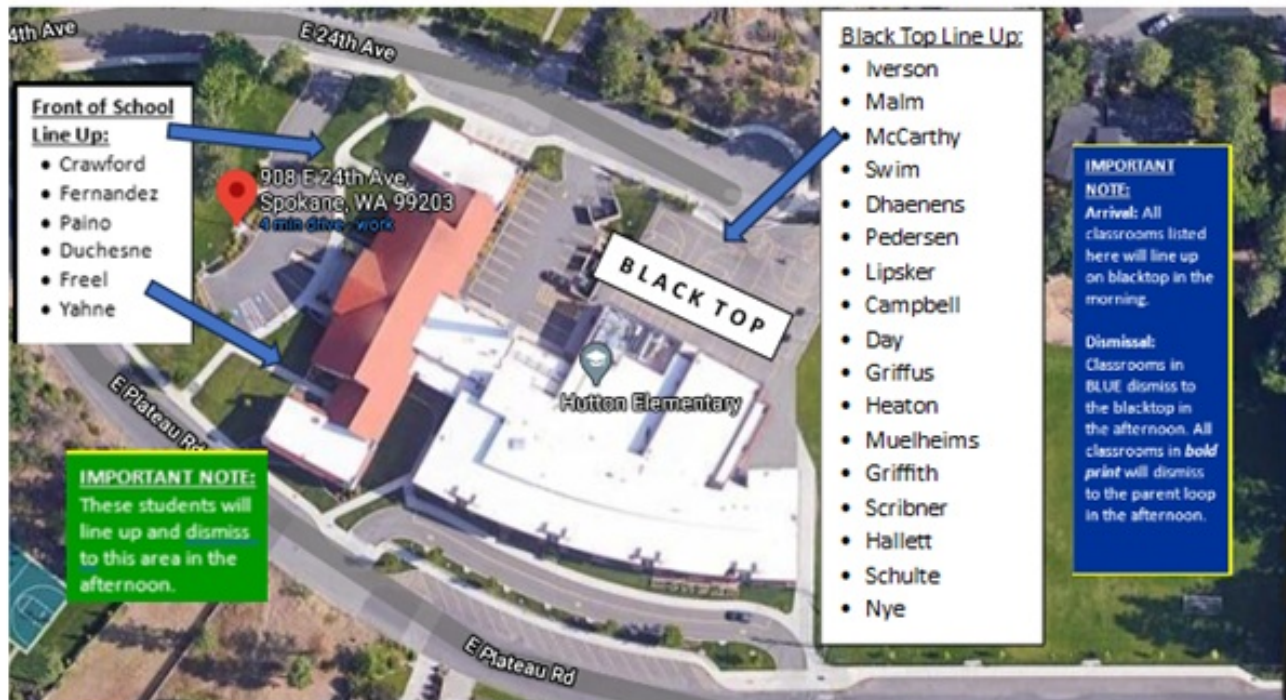 4th Ave
E 24th Ave
Front of School
Line Up:
• Crawford
• Fernandez
• Paino
• Duchesne
• Freel
• Yahne
908 E 24th Ave,
Spokane, WA 99203
4 min drive - work
BLACK TOP
Hutton Elementary
E Plateau Rd
E Plateau Rd
IMPORTANT NOTE:
These students will
line up and dismiss
to this area in the
afternoon.
Black Top Line Up:
• Iverson
• Malm
• McCarthy
• Swim
• Dhaenens
• Pedersen
• Lipsker
• Campbell
• Day
• Griffus
• Heaton
• Muelheims
• Griffith
• Scribner
• Hallett
• Schulte
• Nye
IMPORTANT
NOTE:
Arrival: All
classrooms listed
here will line up
on blacktop in the
morning.
Dismissal:
Classrooms in
BLUE dismiss to
the blacktop in
the afternoon. All
classrooms in bold
print will dismiss
to the parent loop
in the afternoon.